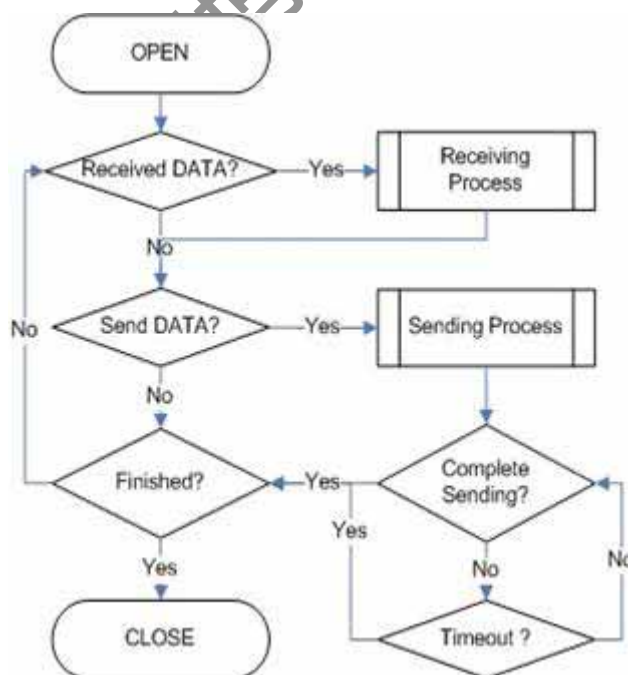 OPEN
Received DATA?
Yes
Receiving
Process
No
Send DATA?
Yes
Sending Process
No
No
Finished?
Yes
Complete
Sending?
Yes
Yes
No
No
CLOSE
Timeout ?